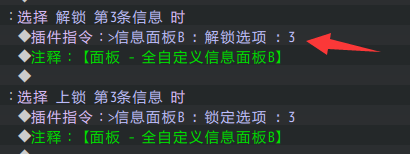 ：选择 解锁 第3条信息 时
◆插件指令：>信息面板B : 解锁选项 : 3
◆注释：【面板 - 全自定义信息面板B】
◆
：选择 上锁 第3条信息 时
◆插件指令：>信息面板B : 锁定选项 : 3
◆注释：【面板 - 全自定义信息面板B】